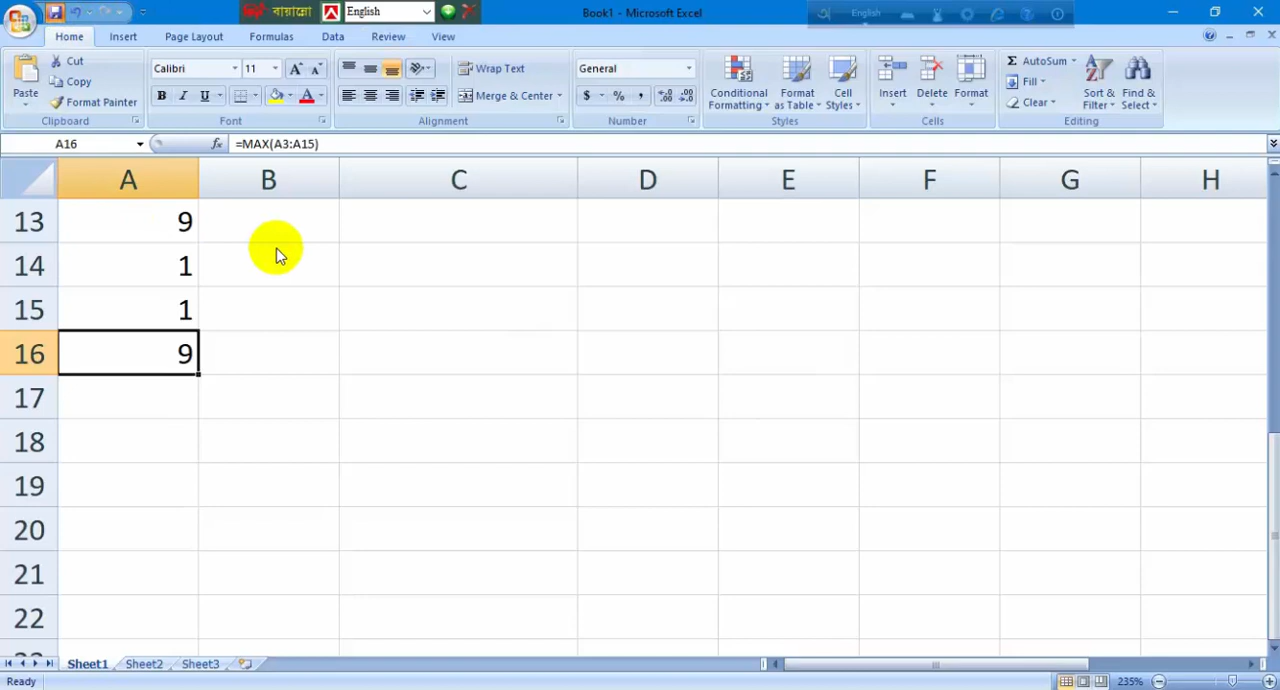 বায়ান্নো English
Book1 - Microsoft Excel
English
Home Insert Page Layout Formulas Data Review View
Paste Cut Copy Format Painter
Calibri 11
B I U
Wrap Text
Merge & Center
General
$ % ,
Conditional Formatting
Format as Table
Cell Styles
Insert Delete Format
Σ AutoSum
Fill
Clear
Sort & Filter
Find & Select
Clipboard Font Alignment Number Styles Cells Editing
A16 fx =MAX(A3:A15)
A B C D E F G H
13 9
14 1
15 1
16 9
17
18
19
20
21
22
Sheet1 Sheet2 Sheet3
Ready 235%